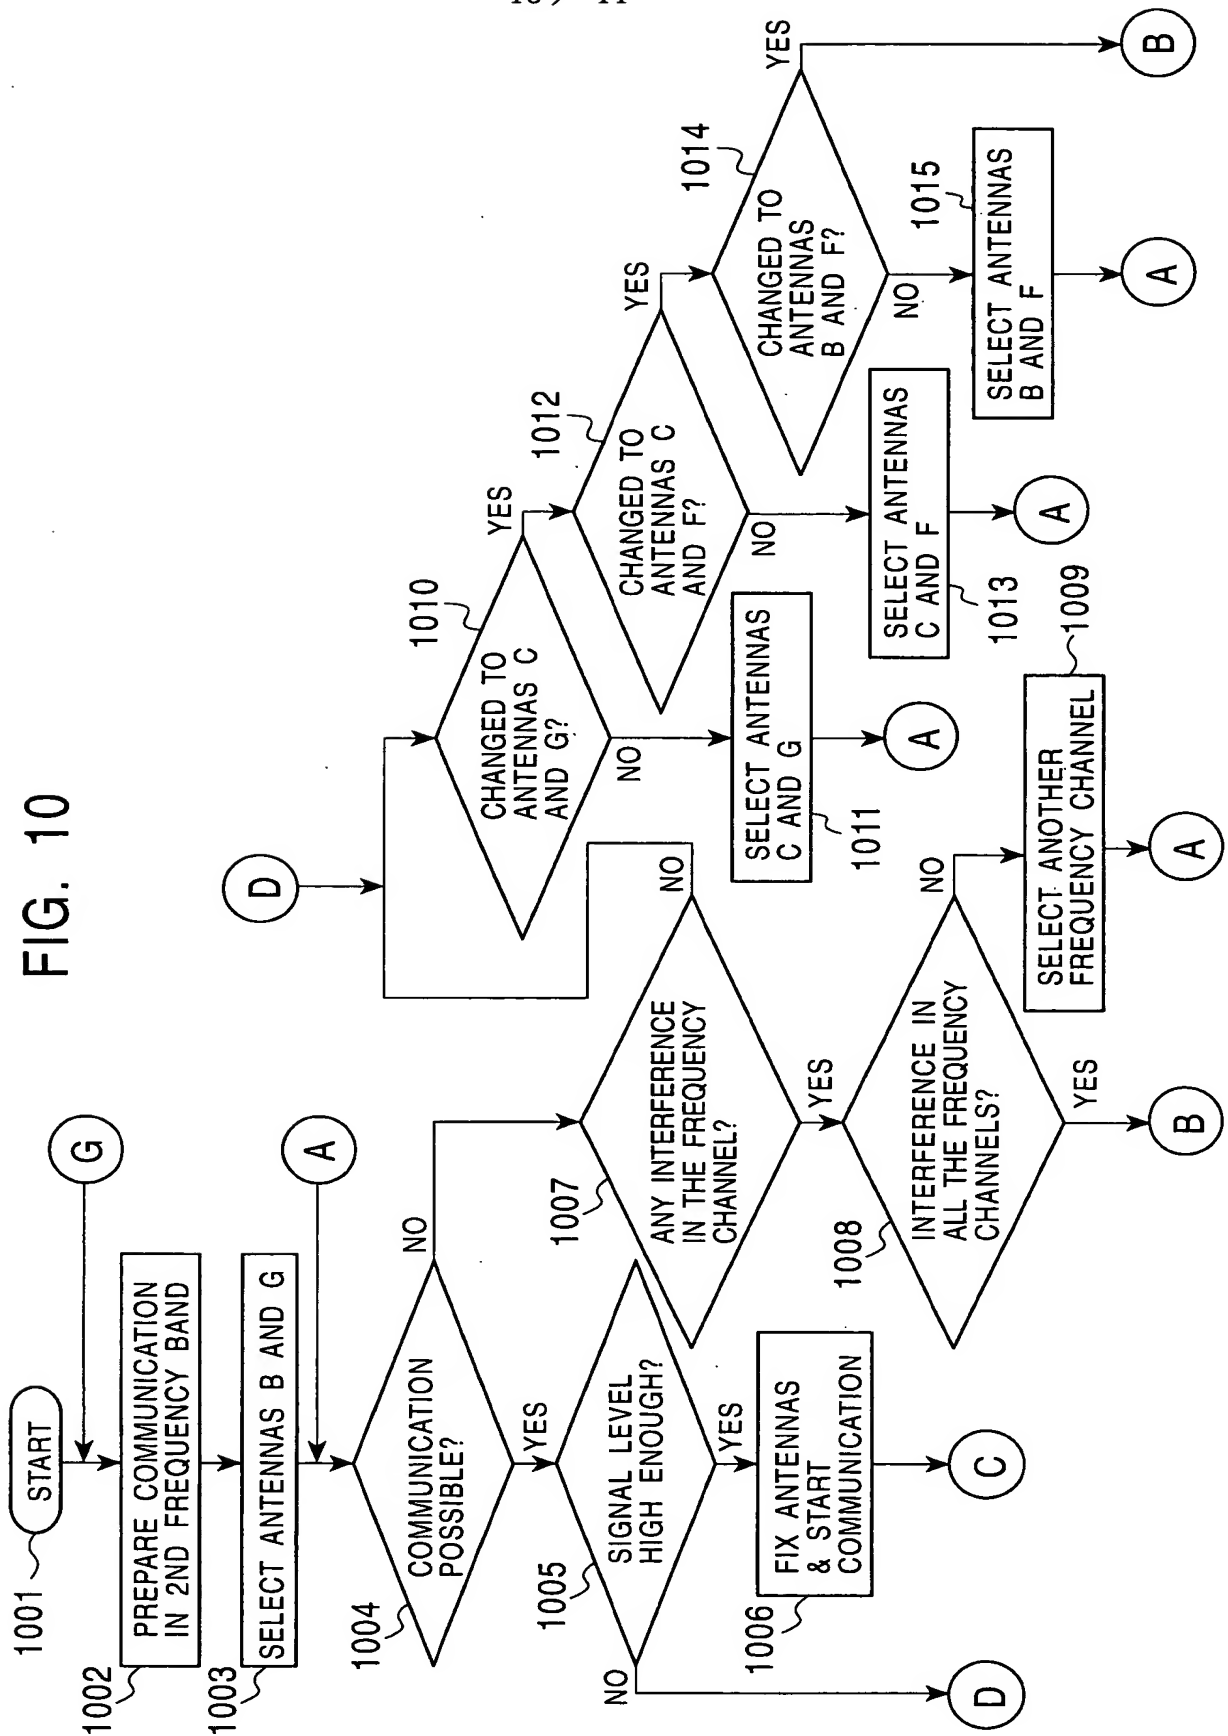 FIG. 10
1001
START
G
1002
PREPARE COMMUNICATION
IN 2ND FREQUENCY BAND
1003
SELECT ANTENNAS B AND G
A
1004
COMMUNICATION
POSSIBLE?
NO
YES
1005
SIGNAL LEVEL
HIGH ENOUGH?
NO
YES
1006
FIX ANTENNAS
& START
COMMUNICATION
D
C
1007
ANY INTERFERENCE
IN THE FREQUENCY
CHANNEL?
NO
YES
1008
INTERFERENCE IN
ALL THE FREQUENCY
CHANNELS?
NO
YES
B
1009
SELECT ANOTHER
FREQUENCY CHANNEL
A
D
1010
CHANGED TO
ANTENNAS C
AND G?
YES
NO
1011
SELECT ANTENNAS
C AND G
A
1012
CHANGED TO
ANTENNAS C
AND F?
YES
NO
1013
SELECT ANTENNAS
C AND F
A
1014
CHANGED TO
ANTENNAS
B AND F?
YES
NO
1015
SELECT ANTENNAS
B AND F
A
B